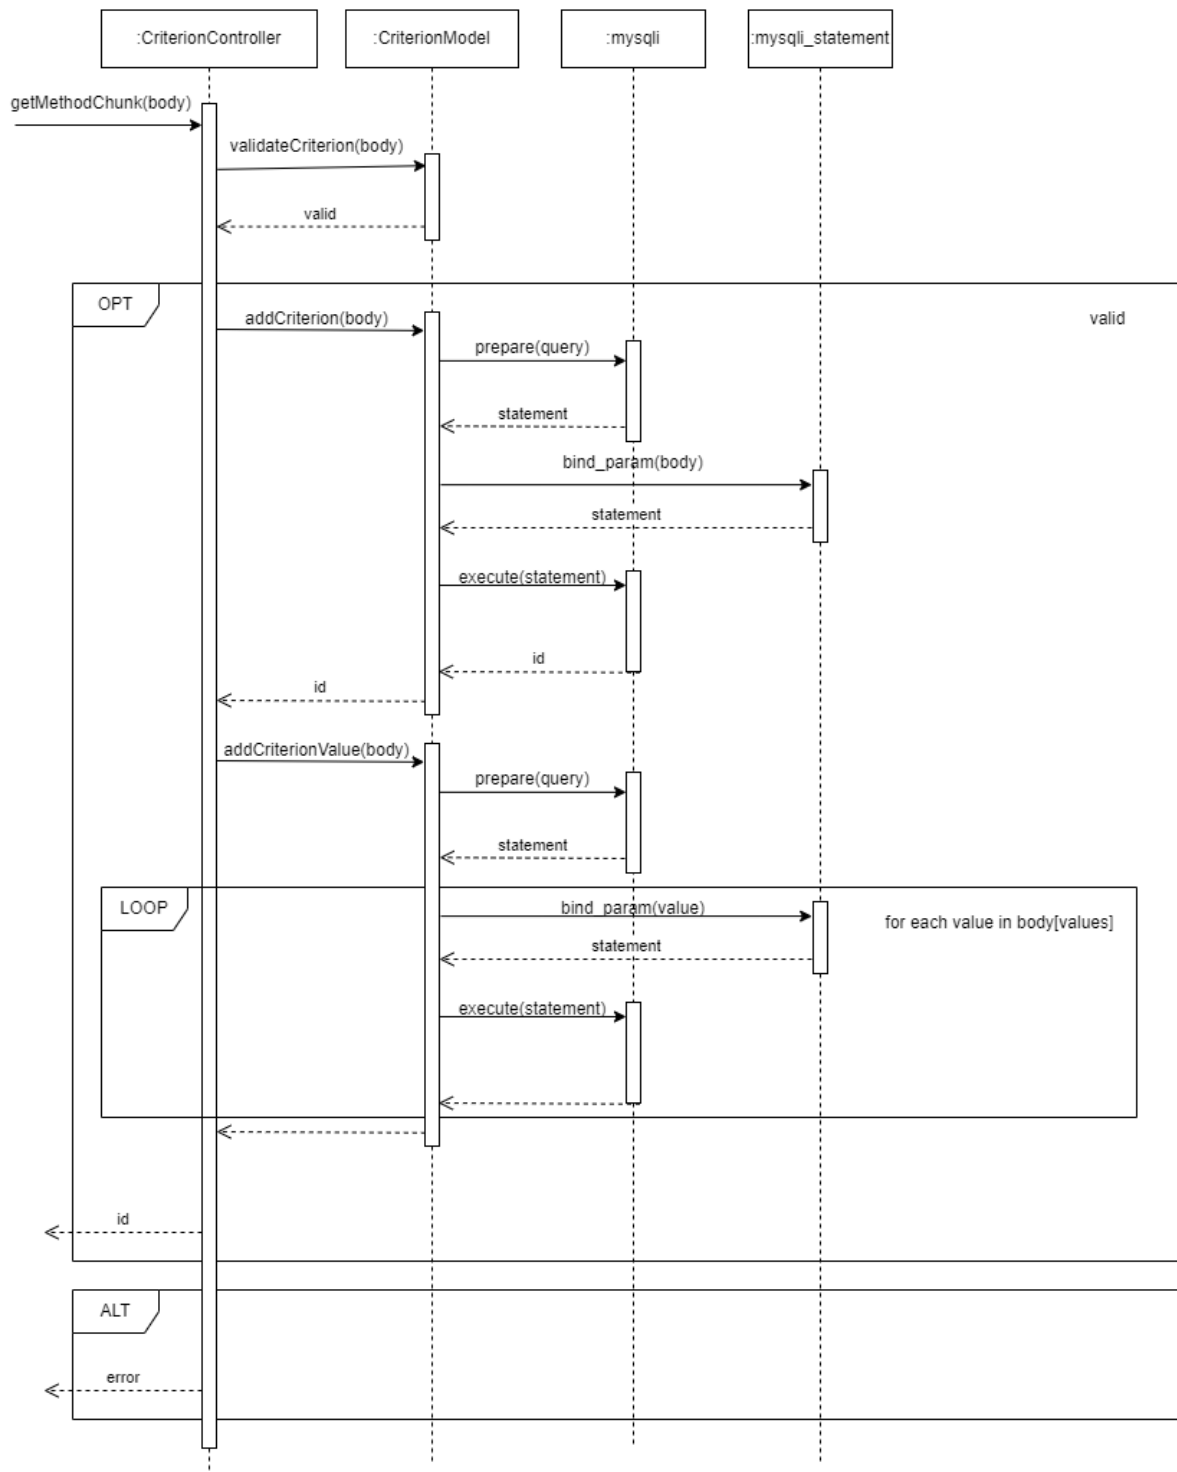 :CriterionController
:CriterionModel
:mysqli
:mysqli_statement
getMethodChunk(body)
validateCriterion(body)
valid
OPT
valid
addCriterion(body)
prepare(query)
statement
bind_param(body)
statement
execute(statement)
id
id
addCriterionValue(body)
prepare(query)
statement
LOOP
bind_param(value)
for each value in body[values]
statement
execute(statement)
id
ALT
error